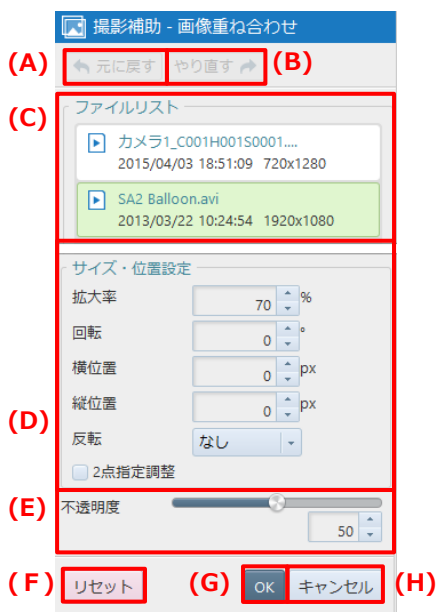 撮影補助 - 画像重ね合わせ
(A) 元に戻す やり直す (B)
(C) ファイルリスト
カメラ1_C001H001S0001....
2015/04/03 18:51:09 720x1280
SA2 Balloon.avi
2013/03/22 10:24:54 1920x1080
サイズ・位置設定
拡大率 70 %
回転 0 °
横位置 0 px
縦位置 0 px
(D)
反転 なし
2点指定調整
(E) 不透明度
50
(F) リセット (G) OK キャンセル (H)